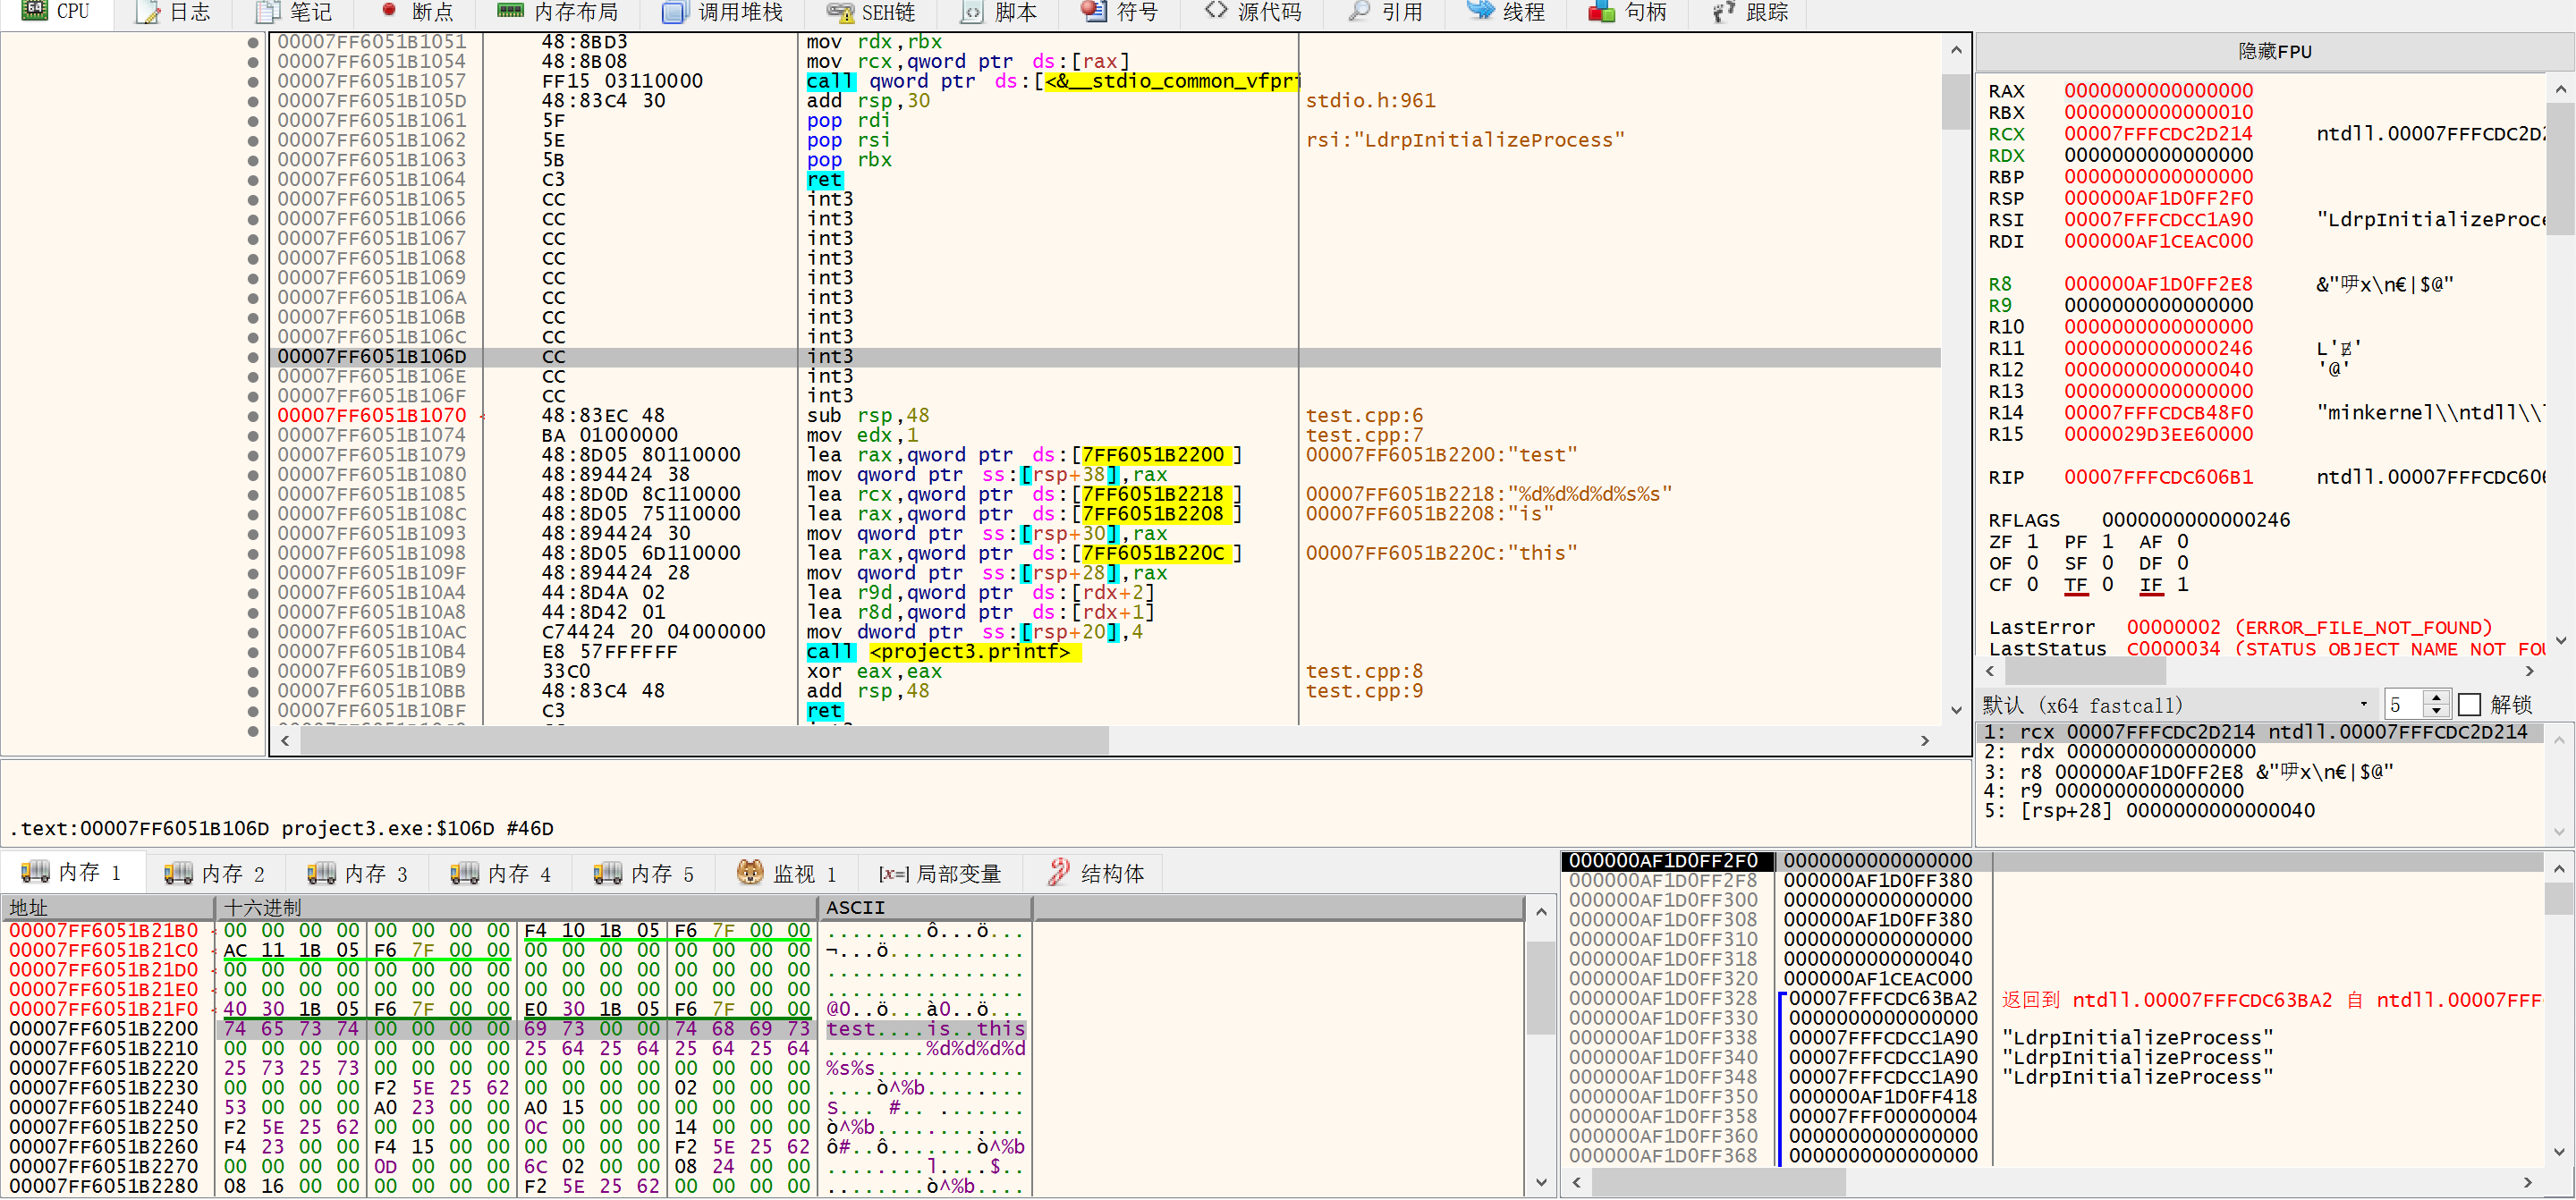 CPU 日志 笔记 断点 内存布局 调用堆栈 SEH链 脚本 符号 源代码 引用 线程 句柄 跟踪
00007FF6051B1051 48:8BD3 mov rdx,rbx
00007FF6051B1054 48:8B08 mov rcx,qword ptr ds:[rax]
00007FF6051B1057 FF15 03110000 call qword ptr ds:[<&__stdio_common_vfpri
00007FF6051B105D 48:83C4 30 add rsp,30 stdio.h:961
00007FF6051B1061 5F pop rdi
00007FF6051B1062 5E pop rsi rsi:"LdrpInitializeProcess"
00007FF6051B1063 5B pop rbx
00007FF6051B1064 C3 ret
00007FF6051B1065 CC int3
00007FF6051B1066 CC int3
00007FF6051B1067 CC int3
00007FF6051B1068 CC int3
00007FF6051B1069 CC int3
00007FF6051B106A CC int3
00007FF6051B106B CC int3
00007FF6051B106C CC int3
00007FF6051B106D CC int3
00007FF6051B106E CC int3
00007FF6051B106F CC int3
00007FF6051B1070 48:83EC 48 sub rsp,48 test.cpp:6
00007FF6051B1074 BA 01000000 mov edx,1 test.cpp:7
00007FF6051B1079 48:8D05 80110000 lea rax,qword ptr ds:[7FF6051B2200] 00007FF6051B2200:"test"
00007FF6051B1080 48:894424 38 mov qword ptr ss:[rsp+38],rax
00007FF6051B1085 48:8D0D 8C110000 lea rcx,qword ptr ds:[7FF6051B2218] 00007FF6051B2218:"%d%d%d%d%s%s"
00007FF6051B108C 48:8D05 75110000 lea rax,qword ptr ds:[7FF6051B2208] 00007FF6051B2208:"is"
00007FF6051B1093 48:894424 30 mov qword ptr ss:[rsp+30],rax
00007FF6051B1098 48:8D05 6D110000 lea rax,qword ptr ds:[7FF6051B220C] 00007FF6051B220C:"this"
00007FF6051B109F 48:894424 28 mov qword ptr ss:[rsp+28],rax
00007FF6051B10A4 44:8D4A 02 lea r9d,qword ptr ds:[rdx+2]
00007FF6051B10A8 44:8D42 01 lea r8d,qword ptr ds:[rdx+1]
00007FF6051B10AC C74424 20 04000000 mov dword ptr ss:[rsp+20],4
00007FF6051B10B4 E8 57FFFFFF call <project3.printf>
00007FF6051B10B9 33C0 xor eax,eax test.cpp:8
00007FF6051B10BB 48:83C4 48 add rsp,48 test.cpp:9
00007FF6051B10BF C3 ret
.text:00007FF6051B106D project3.exe:$106D #46D
隐藏FPU
RAX 0000000000000000
RBX 0000000000000010
RCX 00007FFFCDC2D214 ntdll.00007FFFCDC2D2
RDX 0000000000000000
RBP 0000000000000000
RSP 000000AF1D0FF2F0
RSI 00007FFFCDCC1A90 "LdrpInitializeProce
RDI 000000AF1CEAC000
R8 000000AF1D0FF2E8 &"吚x\n€|$@"
R9 0000000000000000
R10 0000000000000000
R11 0000000000000246 L'Ɇ'
R12 0000000000000040 '@'
R13 0000000000000000
R14 00007FFFCDCB48F0 "minkernel\\ntdll\\
R15 0000029D3EE60000
RIP 00007FFFCDC606B1 ntdll.00007FFFCDC606
RFLAGS 0000000000000246
ZF 1 PF 1 AF 0
OF 0 SF 0 DF 0
CF 0 TF 0 IF 1
LastError 00000002 (ERROR_FILE_NOT_FOUND)
LastStatus C0000034 (STATUS_OBJECT_NAME_NOT_FOU
默认 (x64 fastcall) 5 解锁
1: rcx 00007FFFCDC2D214 ntdll.00007FFFCDC2D214
2: rdx 0000000000000000
3: r8 000000AF1D0FF2E8 &"吚x\n€|$@"
4: r9 0000000000000000
5: [rsp+28] 0000000000000040
内存 1 内存 2 内存 3 内存 4 内存 5 监视 1 [x=] 局部变量 结构体
地址 十六进制 ASCII
00007FF6051B21B0 00 00 00 00 00 00 00 00 F4 10 1B 05 F6 7F 00 00 ........ô...ö...
00007FF6051B21C0 AC 11 1B 05 F6 7F 00 00 00 00 00 00 00 00 00 00 ¬...ö...........
00007FF6051B21D0 00 00 00 00 00 00 00 00 00 00 00 00 00 00 00 00 ................
00007FF6051B21E0 00 00 00 00 00 00 00 00 00 00 00 00 00 00 00 00 ................
00007FF6051B21F0 40 30 1B 05 F6 7F 00 00 E0 30 1B 05 F6 7F 00 00 @0..ö...à0..ö...
00007FF6051B2200 74 65 73 74 00 00 00 00 69 73 00 00 74 68 69 73 test....is..this
00007FF6051B2210 00 00 00 00 00 00 00 00 25 64 25 64 25 64 25 64 ........%d%d%d%d
00007FF6051B2220 25 73 25 73 00 00 00 00 00 00 00 00 00 00 00 00 %s%s............
00007FF6051B2230 00 00 00 00 F2 5E 25 62 00 00 00 00 02 00 00 00 ....ò^%b........
00007FF6051B2240 53 00 00 00 A0 23 00 00 A0 15 00 00 00 00 00 00 S... #.. .......
00007FF6051B2250 F2 5E 25 62 00 00 00 00 0C 00 00 00 14 00 00 00 ò^%b............
00007FF6051B2260 F4 23 00 00 F4 15 00 00 00 00 00 00 F2 5E 25 62 ô#..ô.......ò^%b
00007FF6051B2270 00 00 00 00 0D 00 00 00 6C 02 00 00 08 24 00 00 ........l....$..
00007FF6051B2280 08 16 00 00 00 00 00 00 F2 5E 25 62 00 00 00 00 ........ò^%b....
000000AF1D0FF2F0 0000000000000000
000000AF1D0FF2F8 000000AF1D0FF380
000000AF1D0FF300 0000000000000000
000000AF1D0FF308 000000AF1D0FF380
000000AF1D0FF310 0000000000000000
000000AF1D0FF318 0000000000000040
000000AF1D0FF320 000000AF1CEAC000
000000AF1D0FF328 00007FFFCDC63BA2 返回到 ntdll.00007FFFCDC63BA2 自 ntdll.00007FFF
000000AF1D0FF330 0000000000000000
000000AF1D0FF338 00007FFFCDCC1A90 "LdrpInitializeProcess"
000000AF1D0FF340 00007FFFCDCC1A90 "LdrpInitializeProcess"
000000AF1D0FF348 00007FFFCDCC1A90 "LdrpInitializeProcess"
000000AF1D0FF350 000000AF1D0FF418
000000AF1D0FF358 00007FFF00000004
000000AF1D0FF360 0000000000000000
000000AF1D0FF368 0000000000000000